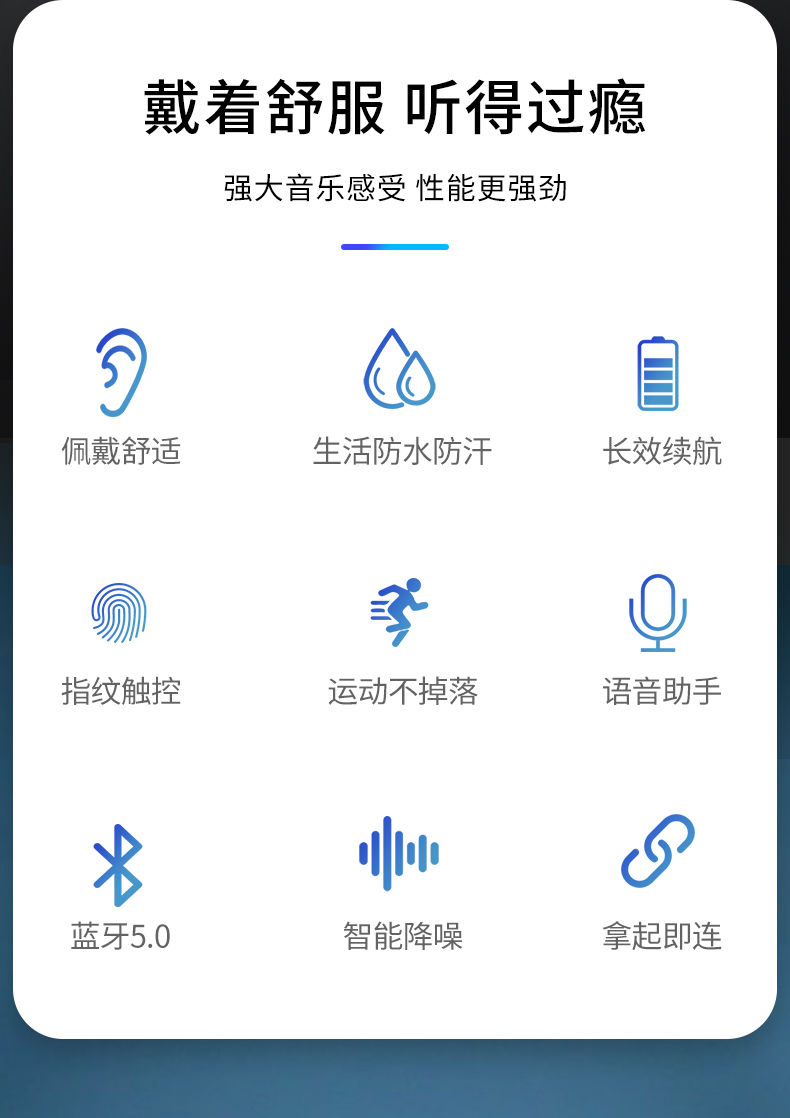 戴着舒服 听得过瘾
强大音乐感受 性能更强劲
佩戴舒适
生活防水防汗
长效续航
指纹触控
运动不掉落
语音助手
蓝牙5.0
智能降噪
拿起即连